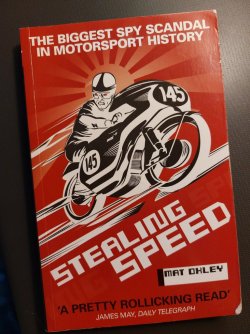 THE BIGGEST SPY SCANDAL
IN MOTORSPORT HISTORY
145
145
STEALING
SPEED
MAT OXLEY
'A PRETTY ROLLICKING READ'
JAMES MAY, DAILY TELEGRAPH